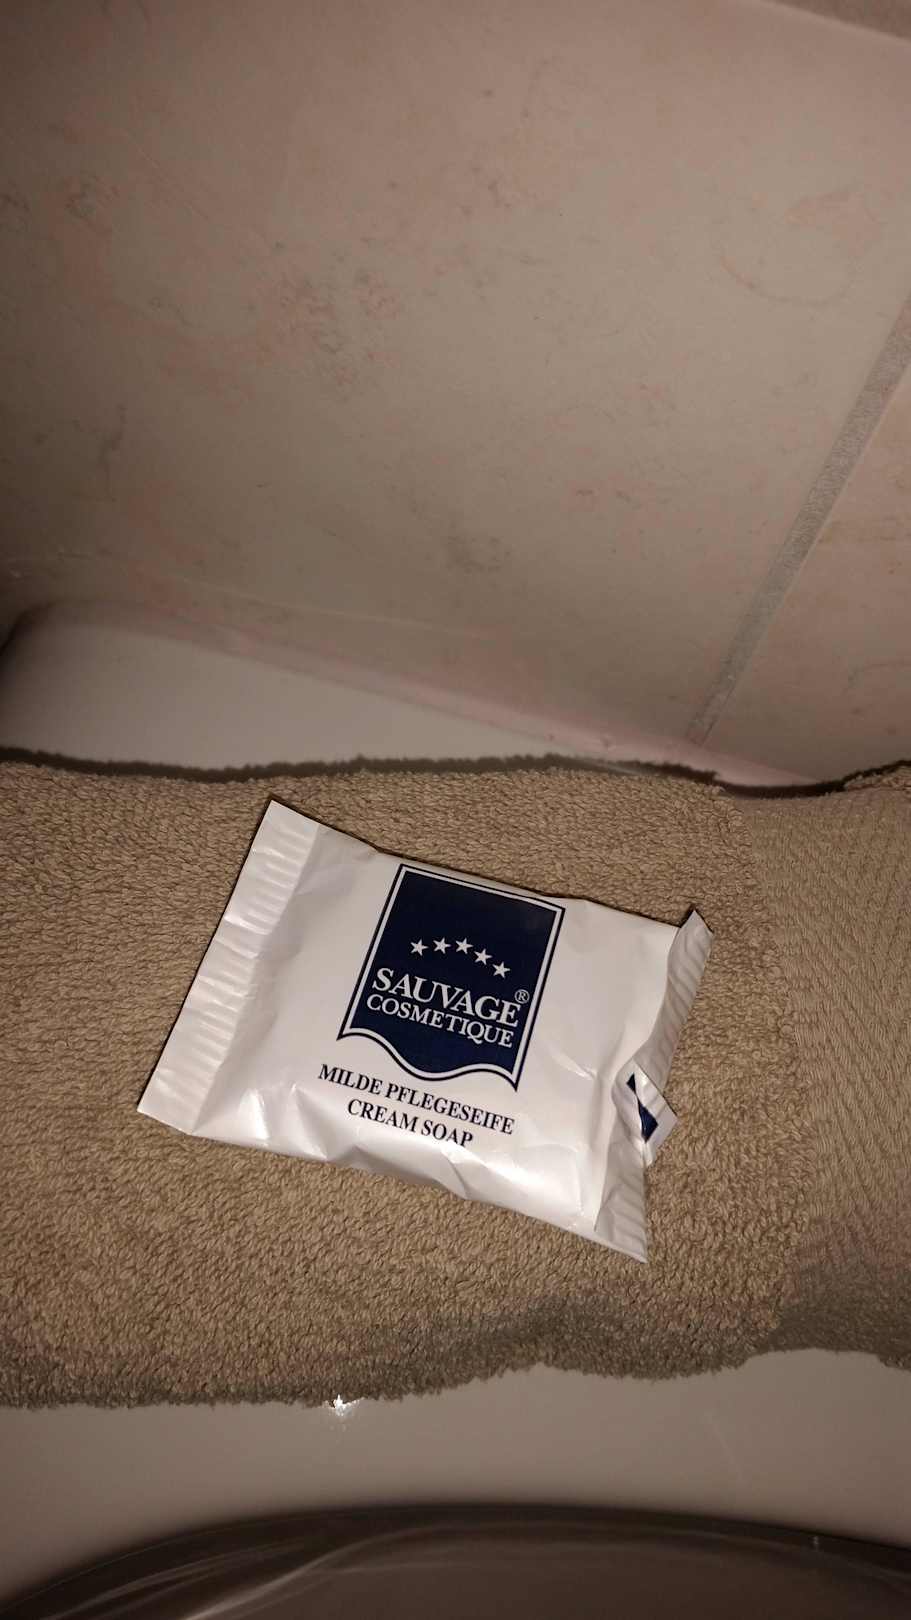 SAUVAGE®
COSMETIQUE
MILDE PFLEGESEIFE
CREAM SOAP